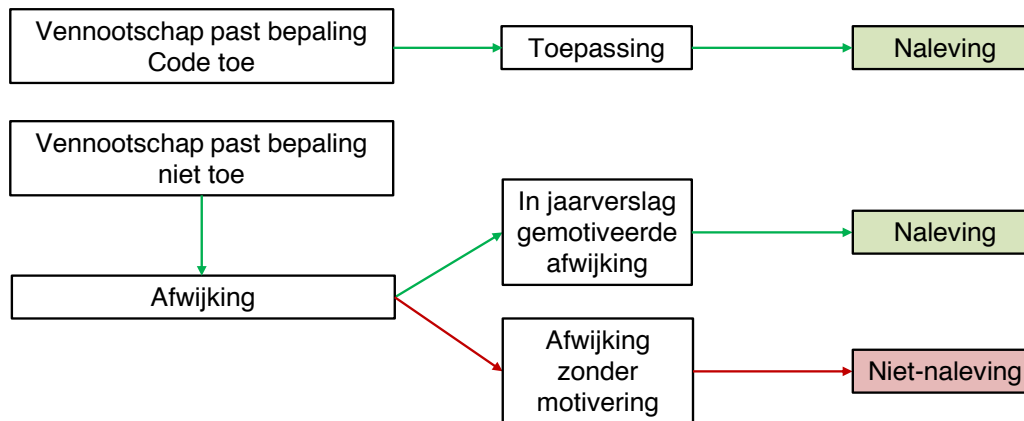 Vennootschap past bepaling
Code toe
Toepassing
Naleving
Vennootschap past bepaling
niet toe
In jaarverslag
gemotiveerde
afwijking
Naleving
Afwijking
Afwijking
zonder
motivering
Niet-naleving